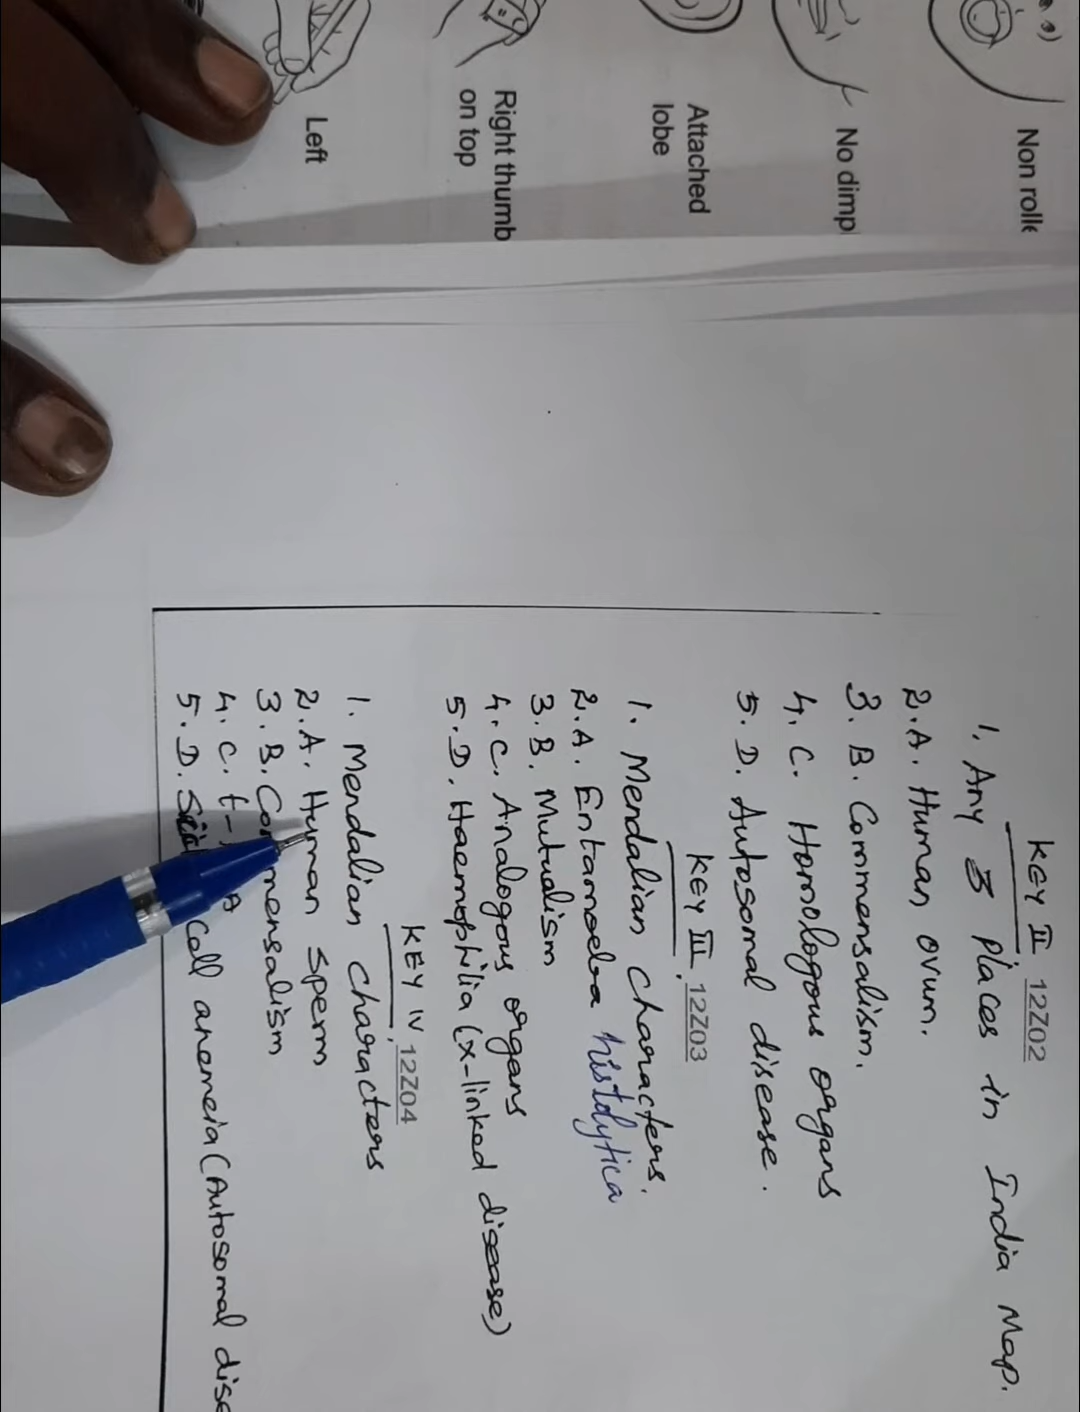 Non
No dimpl
Attached
lobe
Right thumb
on top
Left
KEY II 12Z02
1. Any 3 places in India Map.
2. A. Human ovum.
3. B. Commensalism.
4. C. Homologous organs
5. D. Autosomal disease.
KEY III, 12Z03
1. Mendalian characters.
2. A. Entamoeba histolytica
3. B. Mutualism
4. C. Analogous organs
5. D. Haemophilia (x-linked disease)
KEY IV, 12Z04
1. Mendalian characters
2. A. Human sperm
3. B. Commensalism
4. C. t-
5. D. Cell anemeia (Autosomal dise